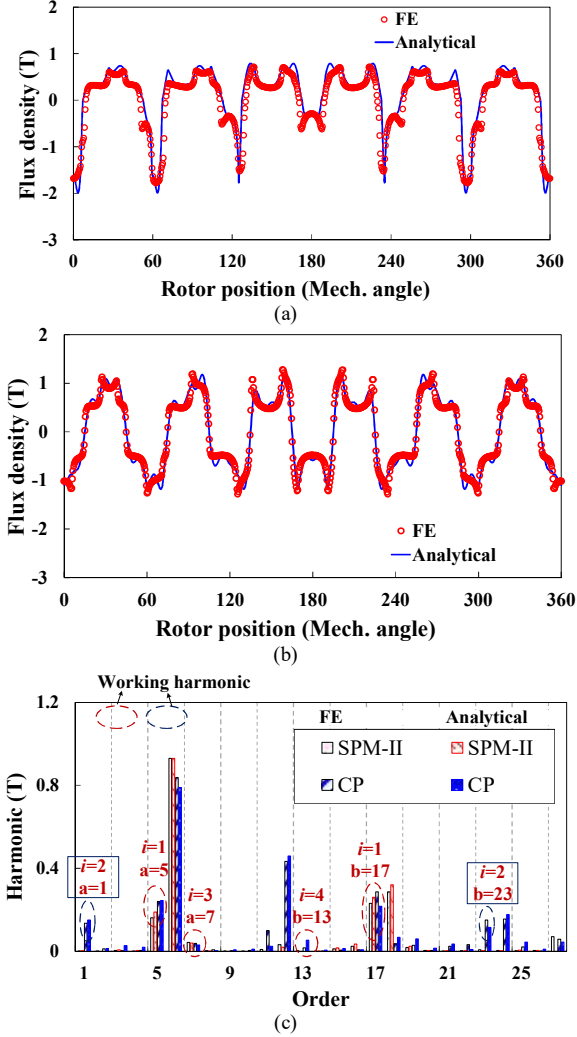 2
1
0
-1
-2
-3
Flux density (T)
FE
Analytical
0 60 120 180 240 300 360
Rotor position (Mech. angle)
(a)
2
1
0
-1
-2
-3
Flux density (T)
FE
Analytical
0 60 120 180 240 300 360
Rotor position (Mech. angle)
(b)
Working harmonic
1.2
0.8
0.4
0
Harmonic (T)
FE Analytical
SPM-II SPM-II
CP CP
i=2
a=1
i=1
a=5
i=3
a=7
i=4
b=13
i=1
b=17
i=2
b=23
1 5 9 13 17 21 25
Order
(c)